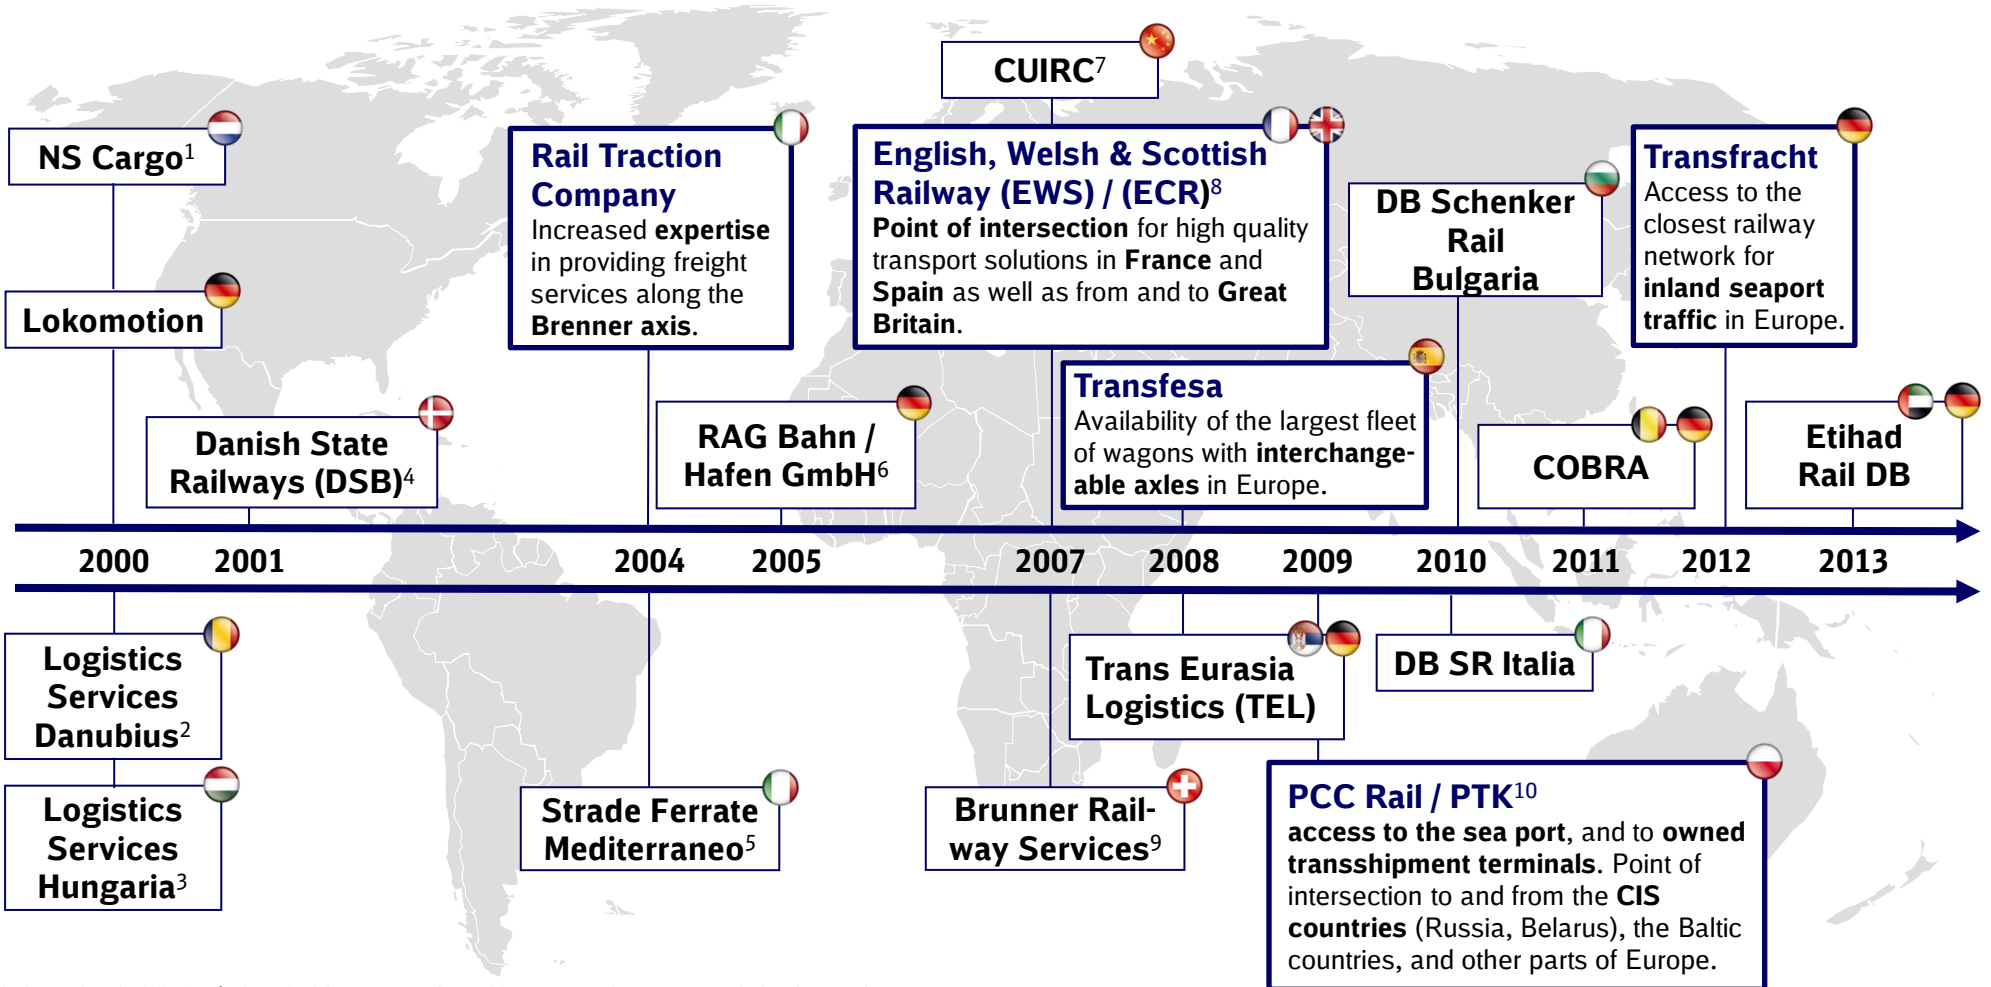 CUIRC7
NS Cargo1
Lokomotion
Danish State
Railways (DSB)4
Rail Traction
Company
Increased expertise
in providing freight
services along the
Brenner axis.
RAG Bahn /
Hafen GmbH6
English, Welsh & Scottish
Railway (EWS) / (ECR)8
Point of intersection for high quality
transport solutions in France and
Spain as well as from and to Great
Britain.
Transfesa
Availability of the largest fleet
of wagons with interchange-
able axles in Europe.
DB Schenker
Rail
Bulgaria
COBRA
Transfracht
Access to the
closest railway
network for
inland seaport
traffic in Europe.
Etihad
Rail DB
2000 2001 2004 2005 2007 2008 2009 2010 2011 2012 2013
Logistics
Services
Danubius2
Logistics
Services
Hungaria3
Strade Ferrate
Mediterraneo5
Brunner Rail-
way Services9
Trans Eurasia
Logistics (TEL)
DB SR Italia
PCC Rail / PTK10
access to the sea port, and to owned
transshipment terminals. Point of
intersection to and from the CIS
countries (Russia, Belarus), the Baltic
countries, and other parts of Europe.